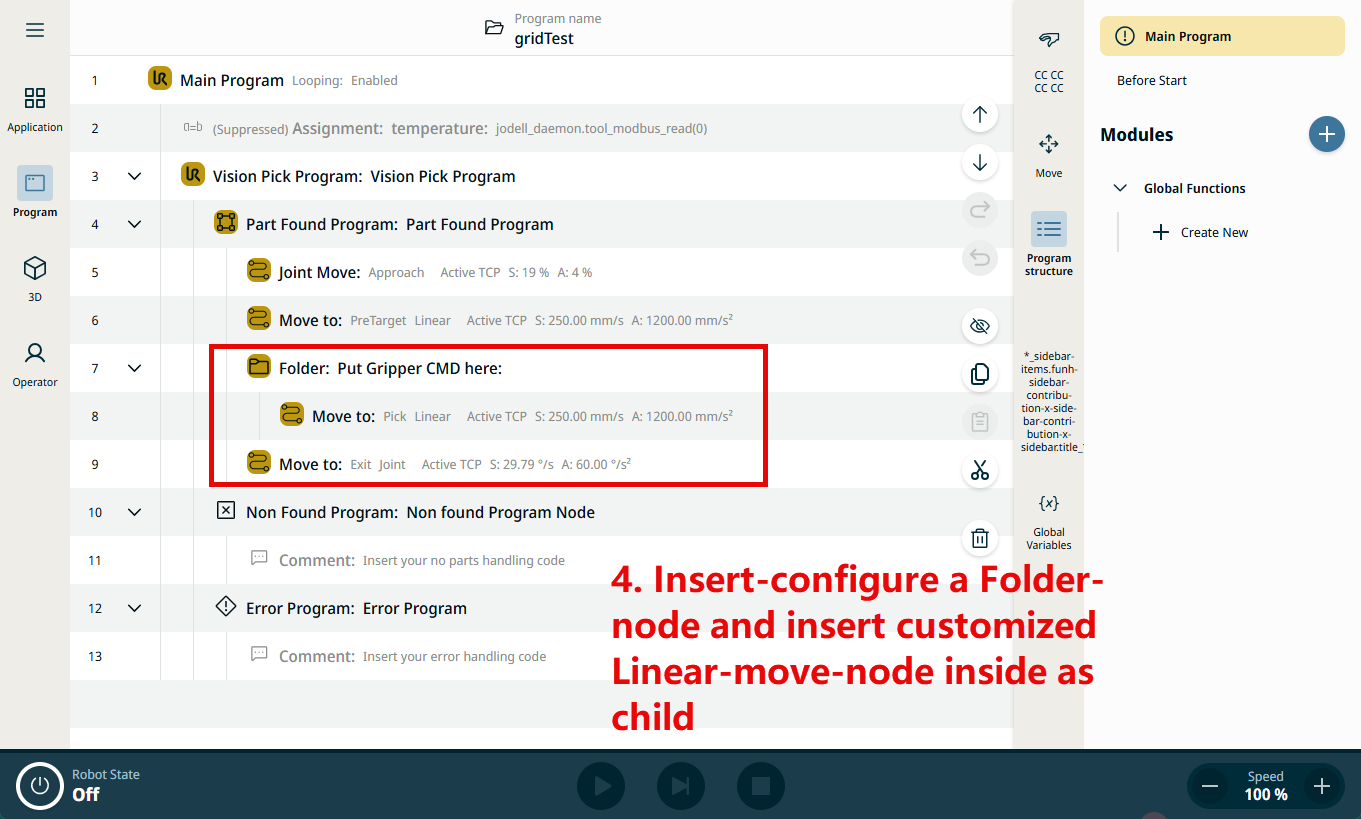 Program name
gridTest
Application
Program
3D
Operator
1 Main Program Looping: Enabled
2 (Suppressed) Assignment: temperature: jodell_daemon.tool_modbus_read(0)
3 Vision Pick Program: Vision Pick Program
4 Part Found Program: Part Found Program
5 Joint Move: Approach Active TCP S: 19 % A: 4 %
6 Move to: PreTarget Linear Active TCP S: 250.00 mm/s A: 1200.00 mm/s²
7 Folder: Put Gripper CMD here:
8 Move to: Pick Linear Active TCP S: 250.00 mm/s A: 1200.00 mm/s²
9 Move to: Exit Joint Active TCP S: 29.79 °/s A: 60.00 °/s²
10 Non Found Program: Non found Program Node
11 Comment: Insert your no parts handling code
12 Error Program: Error Program
13 Comment: Insert your error handling code
4. Insert-configure a Folder-
node and insert customized
Linear-move-node inside as
child
CC CC
CC CC
Move
Program
structure
*_sidebar-
items.funh-
sidebar-
contribu-
tion-x-side-
bar-contri-
bution-x-
sidebar.title_
{x}
Global
Variables
Main Program
Before Start
Modules
Global Functions
Create New
Robot State
Off
Speed
100 %